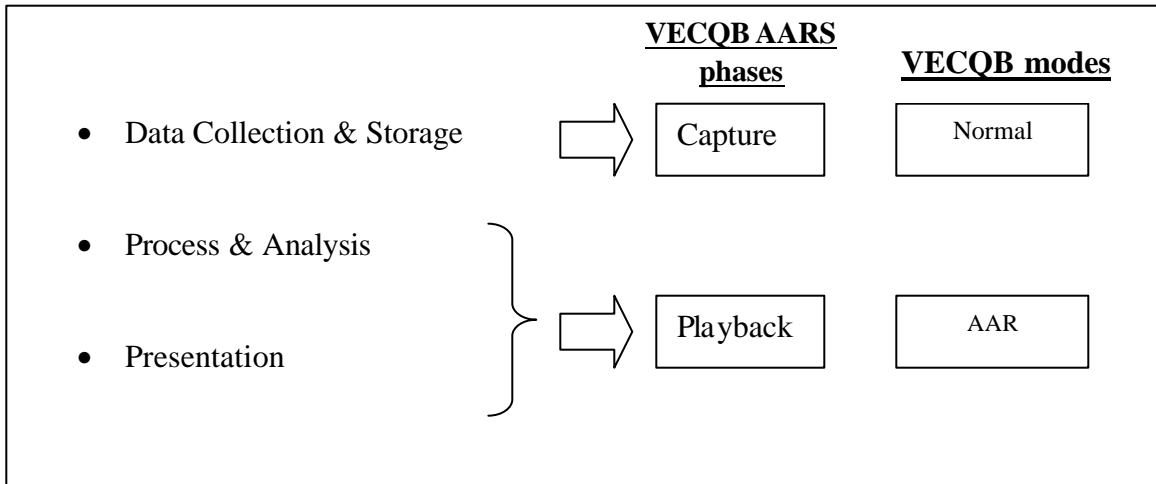 VECQB AARS
phases
VECQB modes
• Data Collection & Storage
Capture
Normal
• Process & Analysis
• Presentation
Playback
AAR